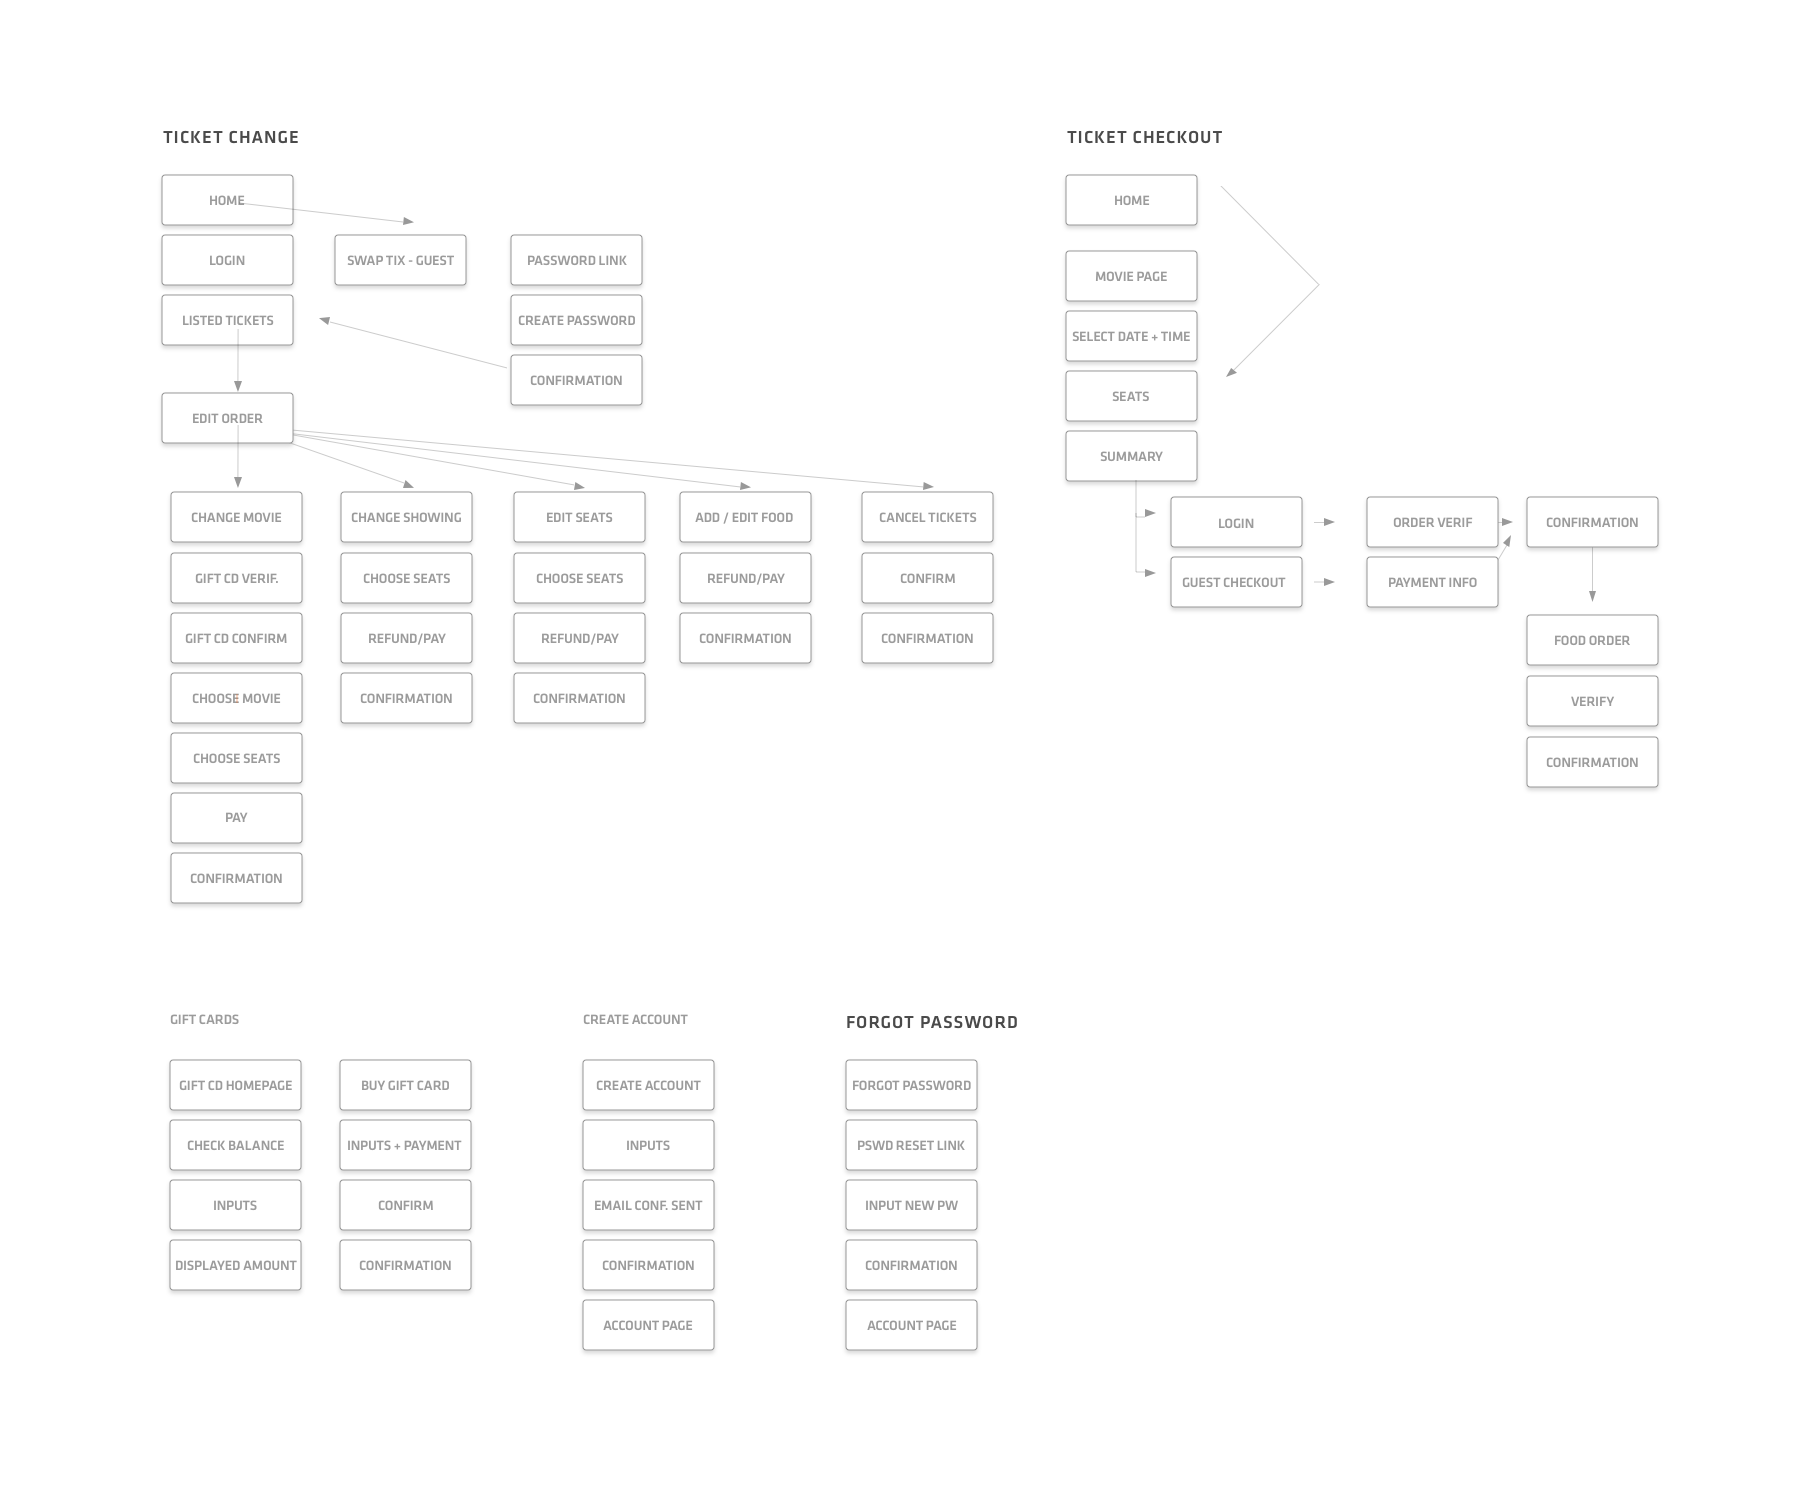 TICKET CHANGE
HOME
LOGIN
LISTED TICKETS
EDIT ORDER
SWAP TIX - GUEST
PASSWORD LINK
CREATE PASSWORD
CONFIRMATION
CHANGE MOVIE
GIFT CD VERIF.
GIFT CD CONFIRM
CHOOSE MOVIE
CHOOSE SEATS
PAY
CONFIRMATION
CHANGE SHOWING
CHOOSE SEATS
REFUND/PAY
CONFIRMATION
EDIT SEATS
CHOOSE SEATS
REFUND/PAY
CONFIRMATION
ADD / EDIT FOOD
REFUND/PAY
CONFIRMATION
CANCEL TICKETS
CONFIRM
CONFIRMATION
TICKET CHECKOUT
HOME
MOVIE PAGE
SELECT DATE + TIME
SEATS
SUMMARY
LOGIN
GUEST CHECKOUT
ORDER VERIF
PAYMENT INFO
CONFIRMATION
FOOD ORDER
VERIFY
CONFIRMATION
GIFT CARDS
GIFT CD HOMEPAGE
CHECK BALANCE
INPUTS
DISPLAYED AMOUNT
BUY GIFT CARD
INPUTS + PAYMENT
CONFIRM
CONFIRMATION
CREATE ACCOUNT
CREATE ACCOUNT
INPUTS
EMAIL CONF. SENT
CONFIRMATION
ACCOUNT PAGE
FORGOT PASSWORD
FORGOT PASSWORD
PSWD RESET LINK
INPUT NEW PW
CONFIRMATION
ACCOUNT PAGE